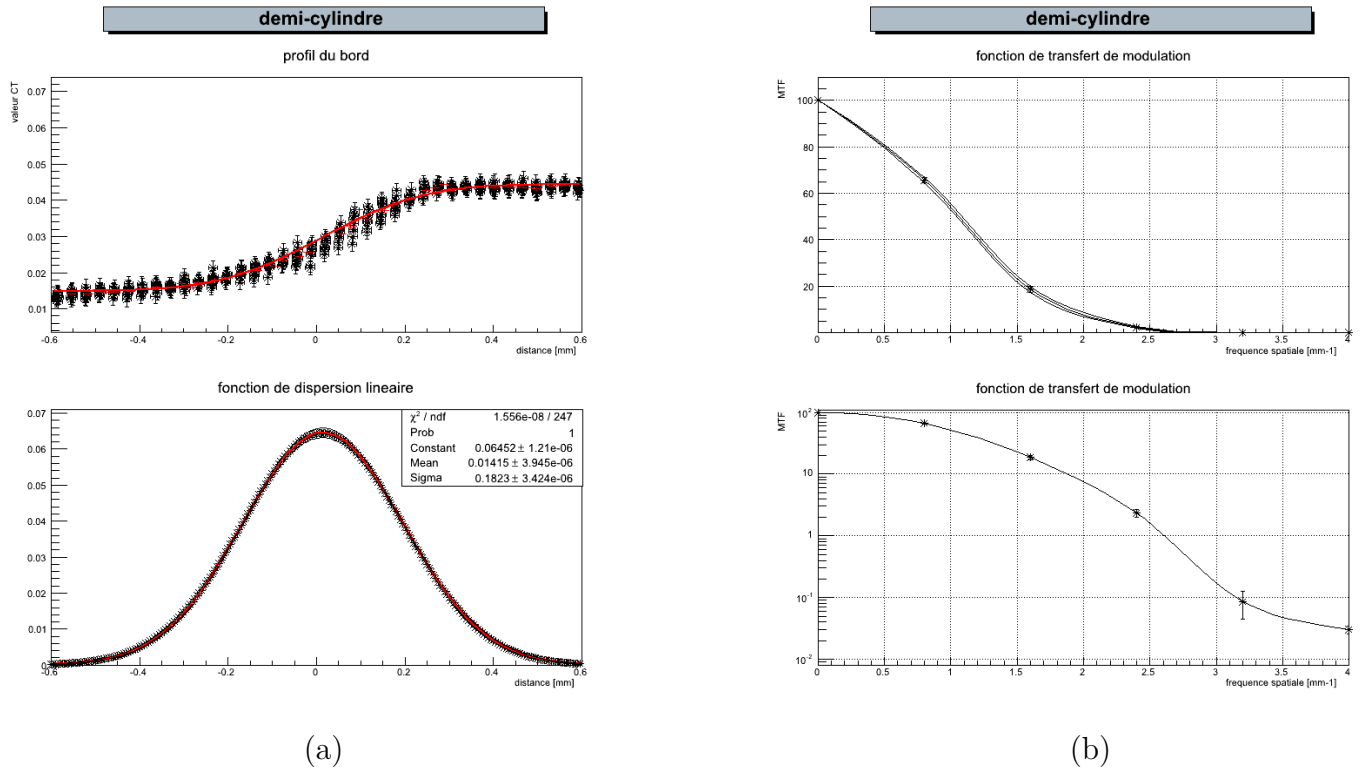 demi-cylindre
profil du bord
valeur CT
0.07
0.06
0.05
0.04
0.03
0.02
0.01
-0.6 -0.4 -0.2 0 0.2 0.4 0.6
distance [mm]
fonction de dispersion lineaire
χ² / ndf 1.556e-08 / 247
Prob 1
Constant 0.06452 ± 1.21e-06
Mean 0.01415 ± 3.945e-06
Sigma 0.1823 ± 3.424e-06
0.07
0.06
0.05
0.04
0.03
0.02
0.01
0
-0.6 -0.4 -0.2 0 0.2 0.4 0.6
distance [mm]
(a)
demi-cylindre
fonction de transfert de modulation
MTF
100
80
60
40
20
0 0.5 1 1.5 2 2.5 3 3.5 4
frequence spatiale [mm-1]
fonction de transfert de modulation
MTF
10²
10
1
10⁻¹
10⁻²
0 0.5 1 1.5 2 2.5 3 3.5 4
frequence spatiale [mm-1]
(b)